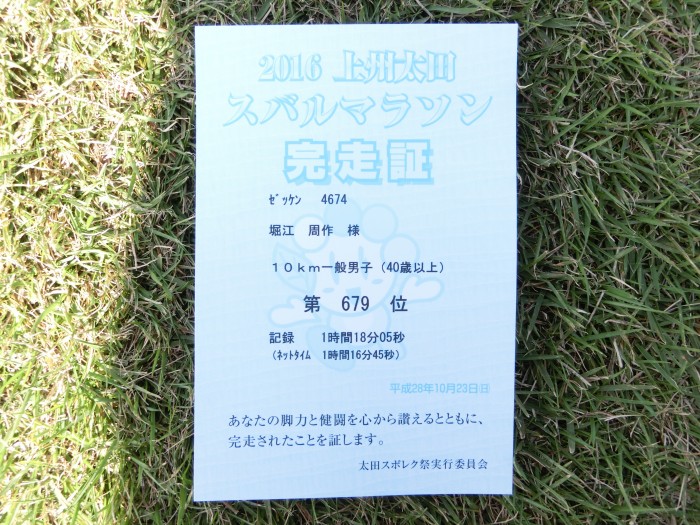 2016 上州太田
スバルマラソン
完走証
ｾﾞｯｹﾝ 4674
堀江 周作 様
１０ｋｍ一般男子（40歳以上）
第 679 位
記録 1時間18分05秒
（ﾈｯﾄﾀｲﾑ 1時間16分45秒）
平成28年10月23日㈰
あなたの脚力と健闘を心から讃えるとともに、
完走されたことを証します。
太田スポレク祭実行委員会